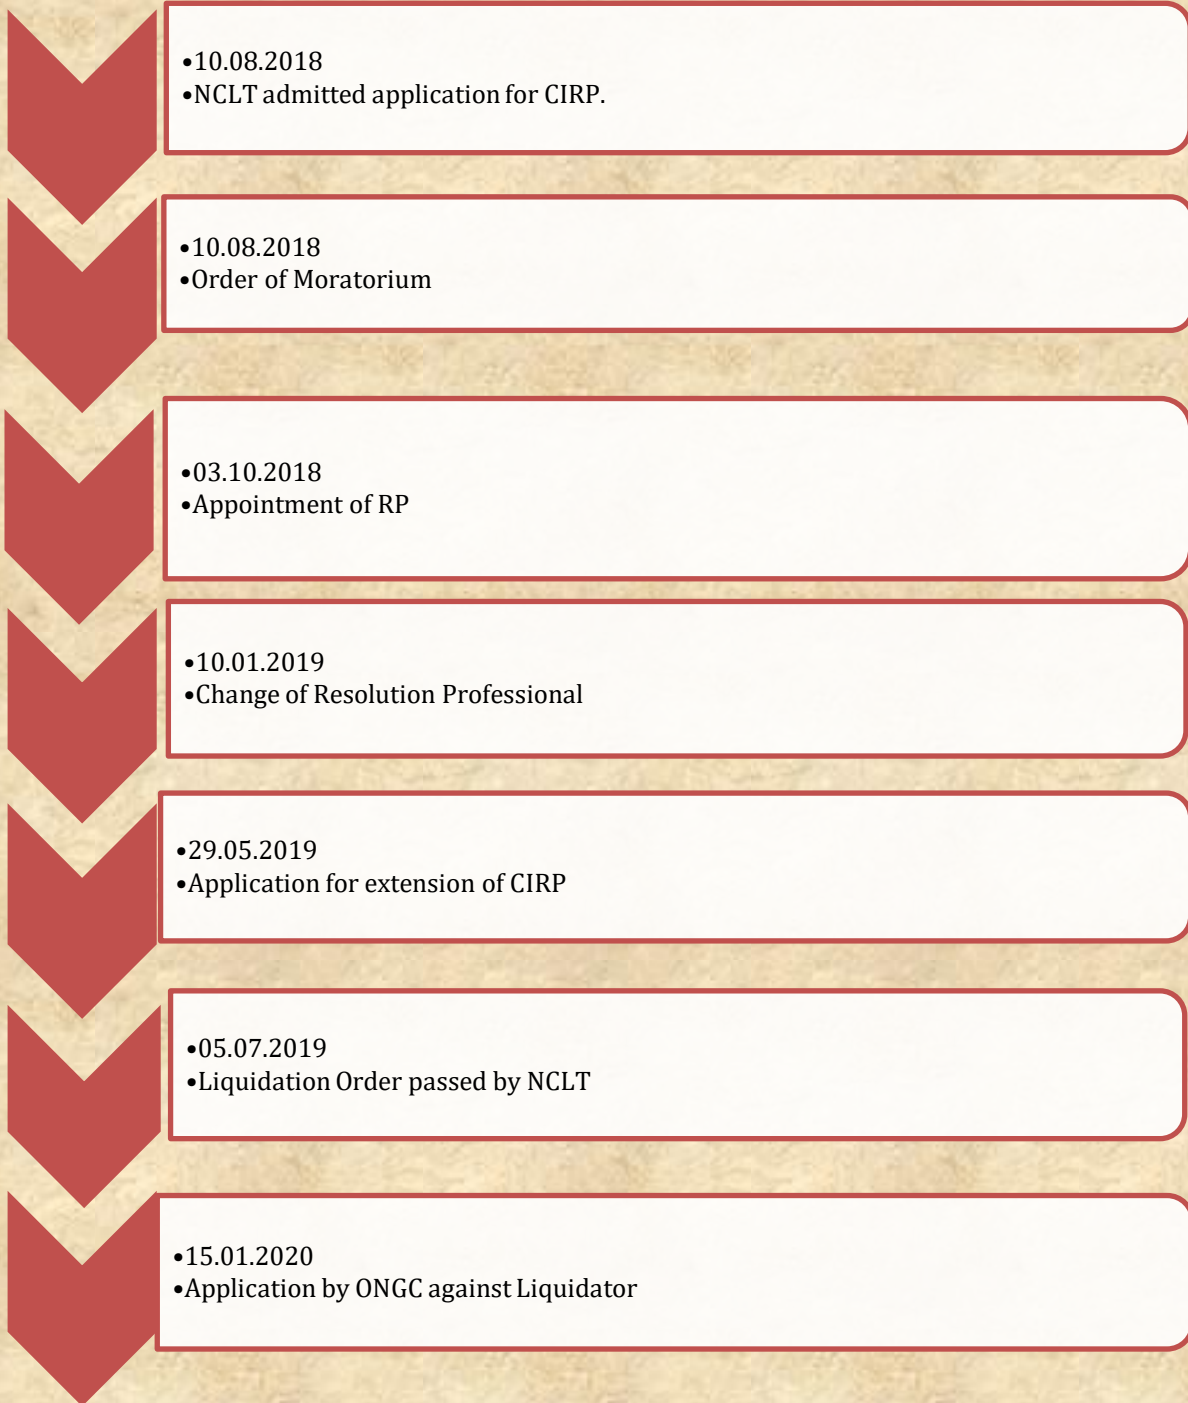 •10.08.2018
•NCLT admitted application for CIRP.
•10.08.2018
•Order of Moratorium
•03.10.2018
•Appointment of RP
•10.01.2019
•Change of Resolution Professional
•29.05.2019
•Application for extension of CIRP
•05.07.2019
•Liquidation Order passed by NCLT
•15.01.2020
•Application by ONGC against Liquidator